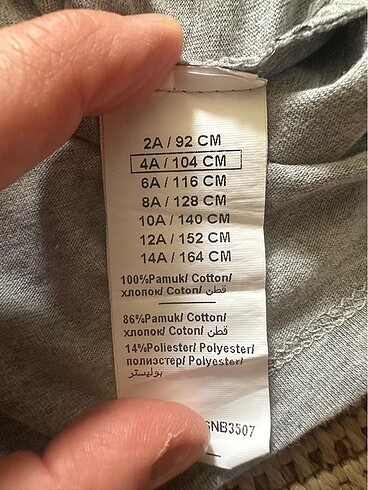 2A / 92 CM
4A / 104 CM
6A / 116 CM
8A / 128 CM
10A / 140 CM
12A / 152 CM
14A / 164 CM
100%Pamuk/ Cotton/
хлопок/ Coton/ قطن
86%Pamuk/ Cotton/
хлопок/ Coton/ قطن
14%Poliester/ Polyester/
полиэстер/ Polyester/
بوليستر
NB3507